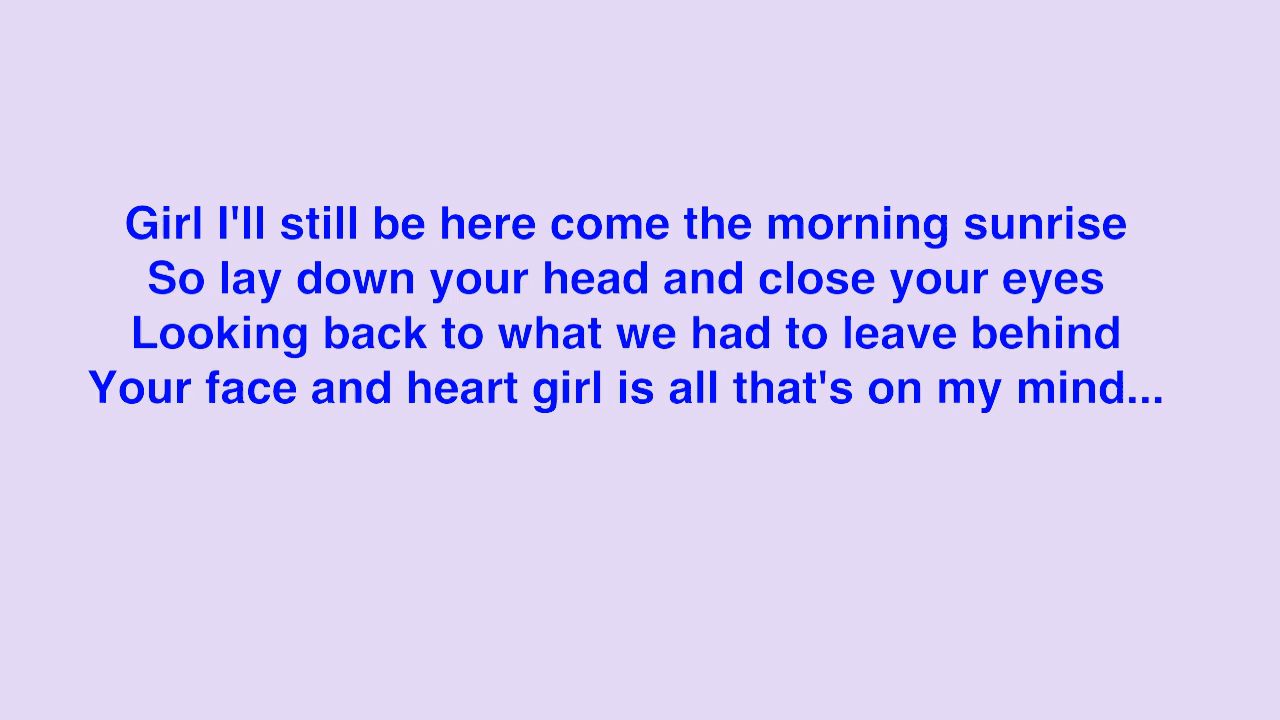 Girl I'll still be here come the morning sunrise
So lay down your head and close your eyes
Looking back to what we had to leave behind
Your face and heart girl is all that's on my mind...